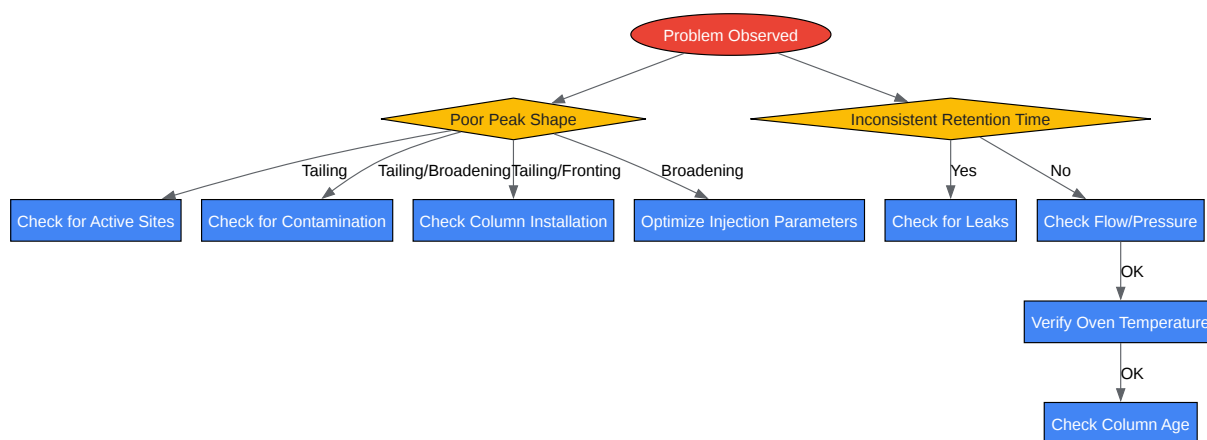 Problem Observed
Poor Peak Shape
Inconsistent Retention Time
Tailing
Tailing/Broadening
Tailing/Fronting
Broadening
Yes
No
Check for Active Sites
Check for Contamination
Check Column Installation
Optimize Injection Parameters
Check for Leaks
Check Flow/Pressure
OK
Verify Oven Temperature
OK
Check Column Age